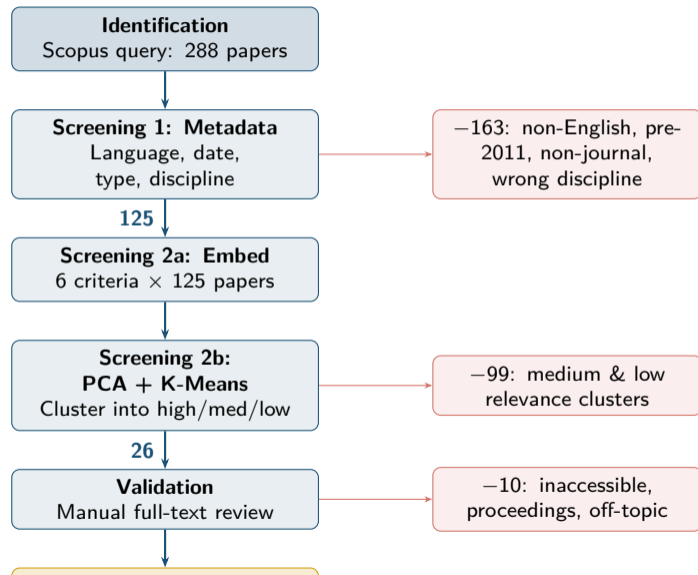 Identification
Scopus query: 288 papers
Screening 1: Metadata
Language, date,
type, discipline
−163: non-English, pre-
2011, non-journal,
wrong discipline
125
Screening 2a: Embed
6 criteria × 125 papers
Screening 2b:
PCA + K-Means
Cluster into high/med/low
−99: medium & low
relevance clusters
26
Validation
Manual full-text review
−10: inaccessible,
proceedings, off-topic